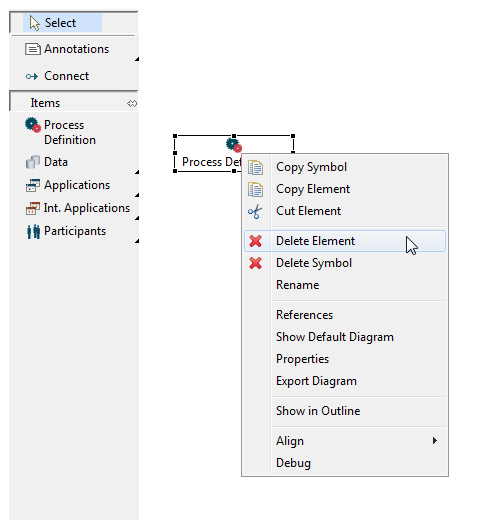 Select
Annotations
Connect
Items
Process
Definition
Data
Applications
Int. Applications
Participants
Process Def
Copy Symbol
Copy Element
Cut Element
Delete Element
Delete Symbol
Rename
References
Show Default Diagram
Properties
Export Diagram
Show in Outline
Align
Debug